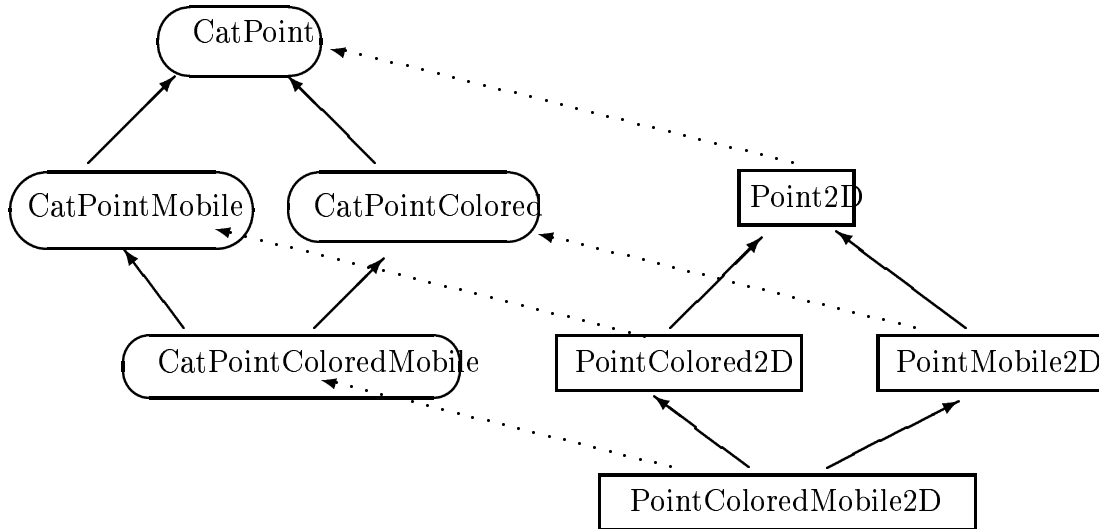 CatPoint
CatPointMobile
CatPointColored
Point2D
CatPointColoredMobile
PointColored2D
PointMobile2D
PointColoredMobile2D